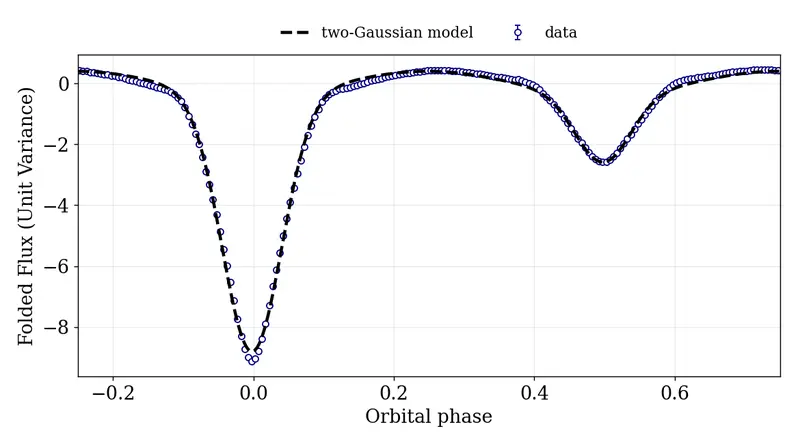 two-Gaussian model data
Folded Flux (Unit Variance)
0
−2
−4
−6
−8
−0.2 0.0 0.2 0.4 0.6
Orbital phase